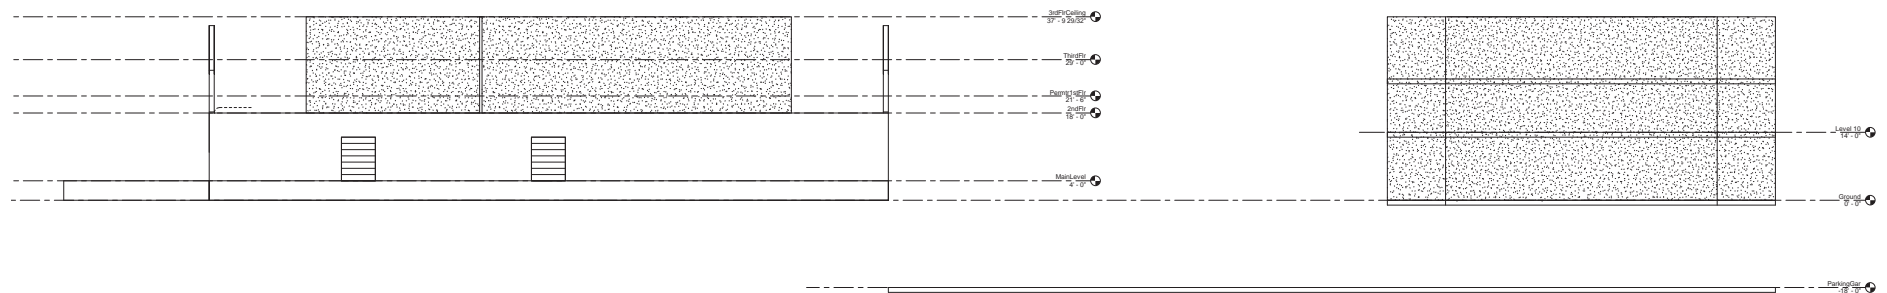 3rdFlrCeiling
37' - 9 29/32"
ThirdFlr
29' - 0"
Permtr1stFlr
21' - 6"
2ndFlr
18' - 0"
Level 10
14' - 0"
MainLevel
4' - 0"
Ground
0' - 0"
ParkingGar
-18' - 0"